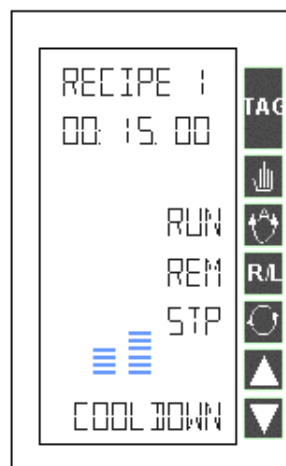 RECIPE 1
00:15.00
RUN
REM
STP
COOLDOWN
TAG
A
R/L